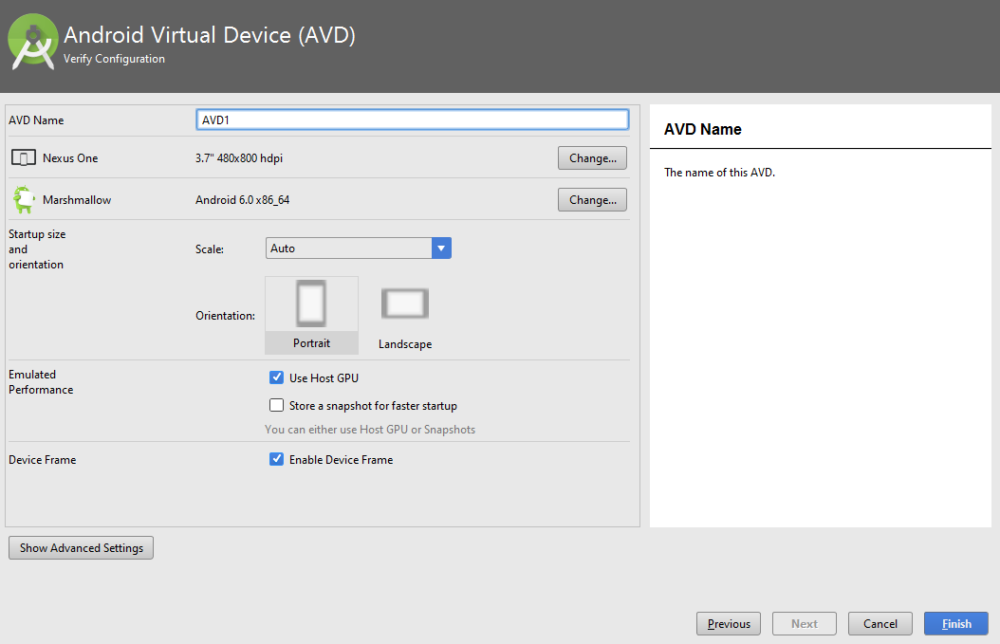 Android Virtual Device (AVD)
Verify Configuration
AVD Name
AVD1
Nexus One
3.7" 480x800 hdpi
Change...
Marshmallow
Android 6.0 x86_64
Change...
Startup size
and
orientation
Scale:
Auto
Orientation:
Portrait
Landscape
Emulated
Performance
Use Host GPU
Store a snapshot for faster startup
You can either use Host GPU or Snapshots
Device Frame
Enable Device Frame
AVD Name
The name of this AVD.
Show Advanced Settings
Previous
Next
Cancel
Finish